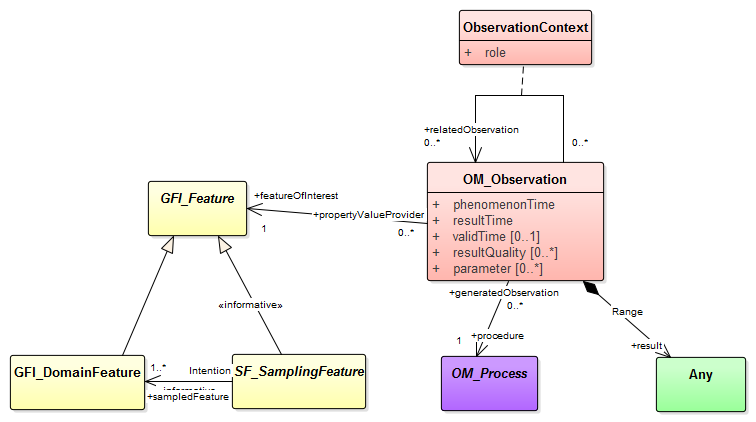 ObservationContext
+ role
+relatedObservation
0..*
0..*
OM_Observation
+ phenomenonTime
+ resultTime
+ validTime [0..1]
+ resultQuality [0..*]
+ parameter [0..*]
GFI_Feature
+featureOfInterest
+propertyValueProvider
1
0..*
«informative»
+generatedObservation
0..*
Range
1
+procedure
+result
GFI_DomainFeature
1..*
Intention
SF_SamplingFeature
informative
+sampledFeature
OM_Process
Any